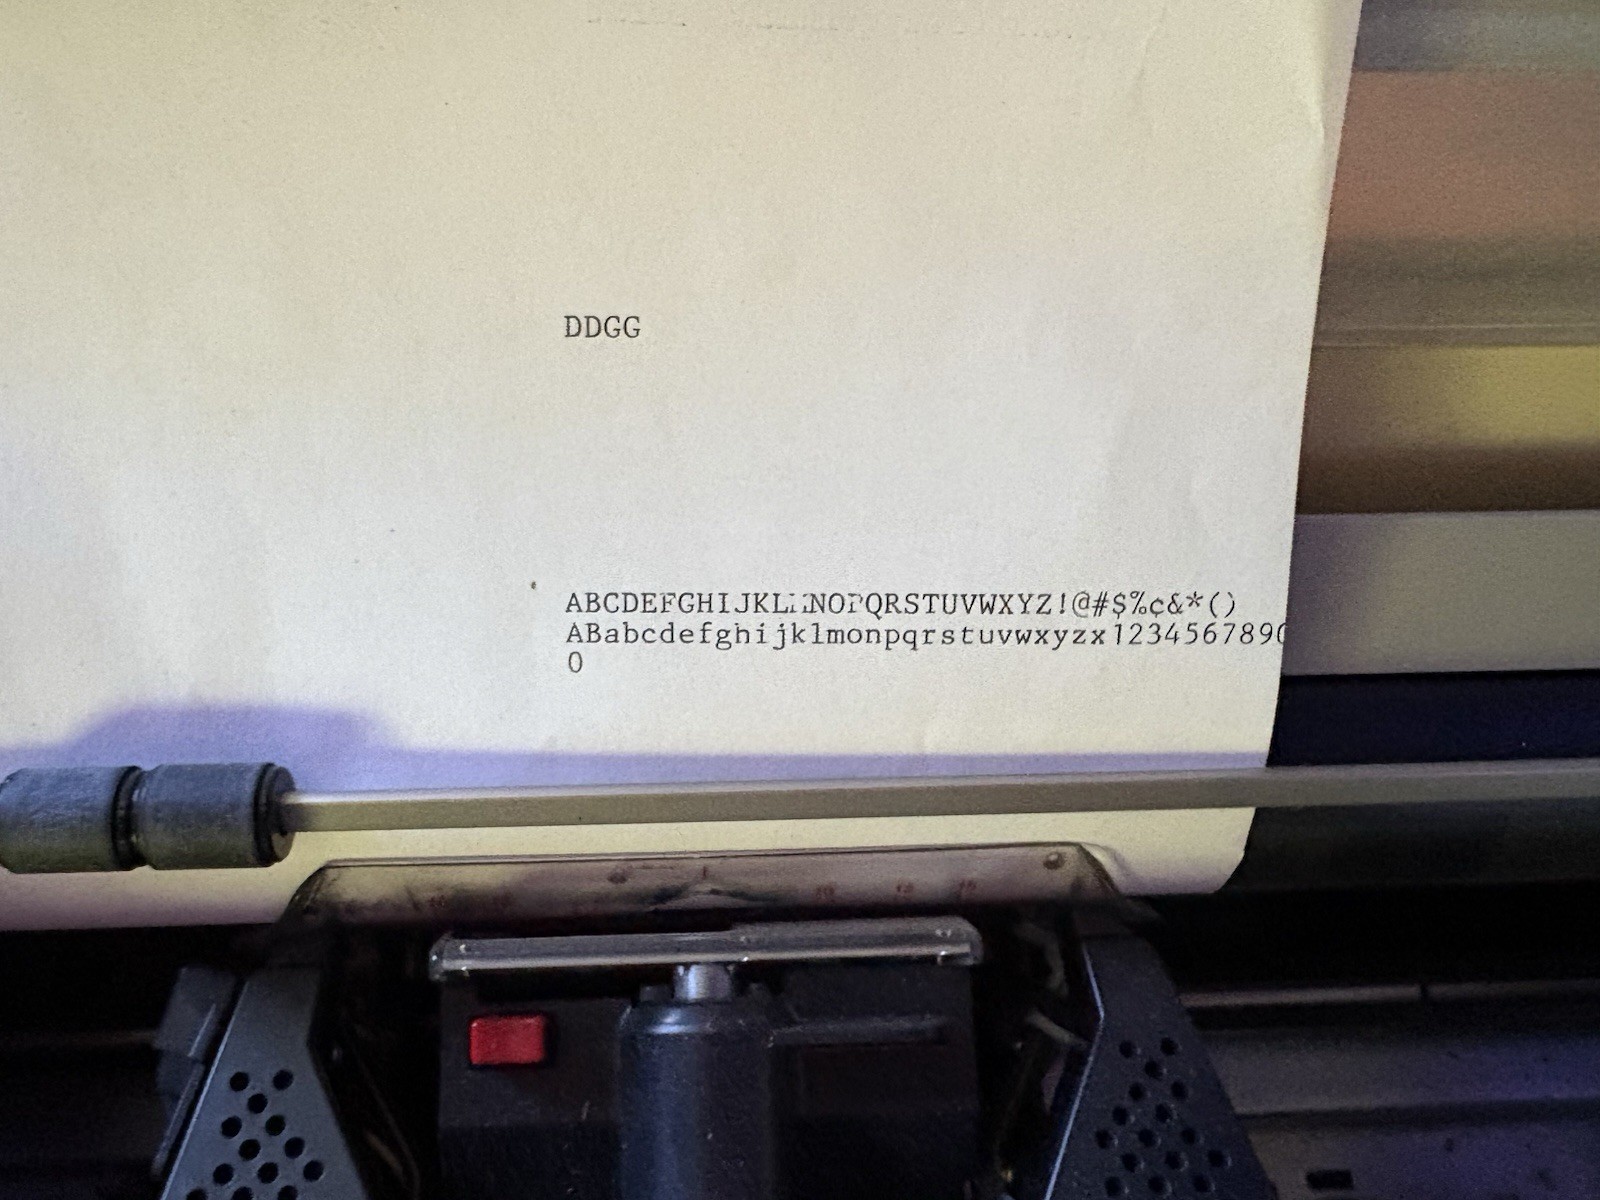 DDGG
ABCDEFGHIJKLMNOPQRSTUVWXYZ!@#$%¢&*()
ABabcdefghijklmonpqrstuvwxyzx1234567890
0